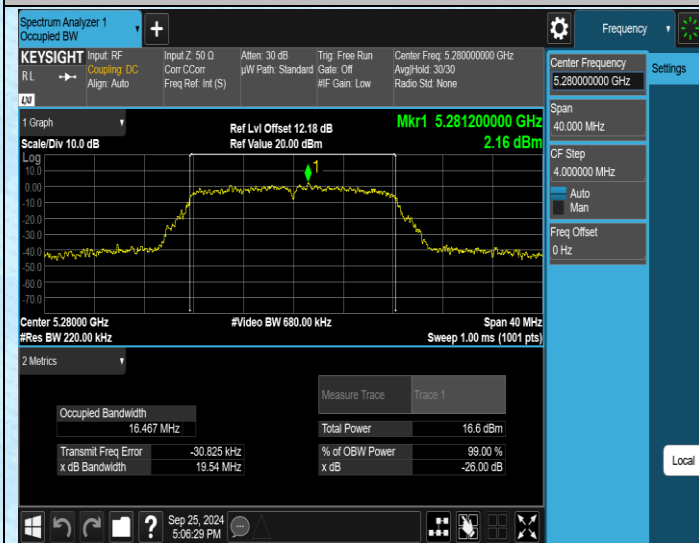 Spectrum Analyzer 1
Occupied BW
Frequency
KEYSIGHT
RL
LXI
Input: RF
Coupling: DC
Align: Auto
Input Z: 50 Ω
Corr CCorr
Freq Ref: Int (S)
Atten: 30 dB
µW Path: Standard
Trig: Free Run
Gate: Off
#IF Gain: Low
Center Freq: 5.280000000 GHz
Avg|Hold: 30/30
Radio Std: None
Center Frequency
5.280000000 GHz
Span
40.000 MHz
CF Step
4.000000 MHz
Auto
Man
Freq Offset
0 Hz
Settings
Local
1 Graph
Scale/Div 10.0 dB
Ref Lvl Offset 12.18 dB
Ref Value 20.00 dBm
Mkr1 5.281200000 GHz
2.16 dBm
Log
10.0
0.00
-10.0
-20.0
-30.0
-40.0
-50.0
-60.0
-70.0
1
Center 5.28000 GHz
#Res BW 220.00 kHz
#Video BW 680.00 kHz
Span 40 MHz
Sweep 1.00 ms (1001 pts)
2 Metrics
Measure Trace
Trace 1
Occupied Bandwidth
16.467 MHz
Total Power
16.6 dBm
Transmit Freq Error
-30.825 kHz
% of OBW Power
99.00 %
x dB Bandwidth
19.54 MHz
x dB
-26.00 dB
?
Sep 25, 2024
5:06:29 PM